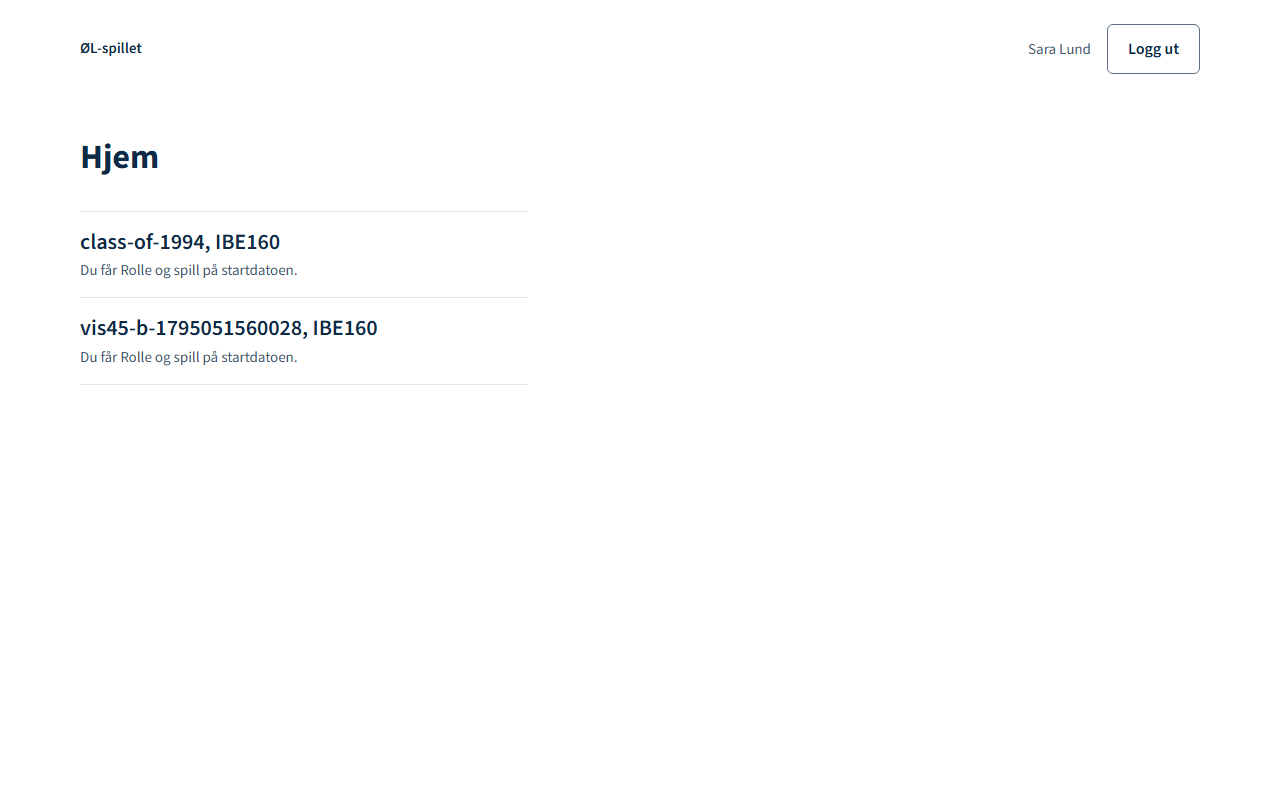 ØL-spillet
Sara Lund
Logg ut
Hjem
class-of-1994, IBE160
Du får Rolle og spill på startdatoen.
vis45-b-1795051560028, IBE160
Du får Rolle og spill på startdatoen.